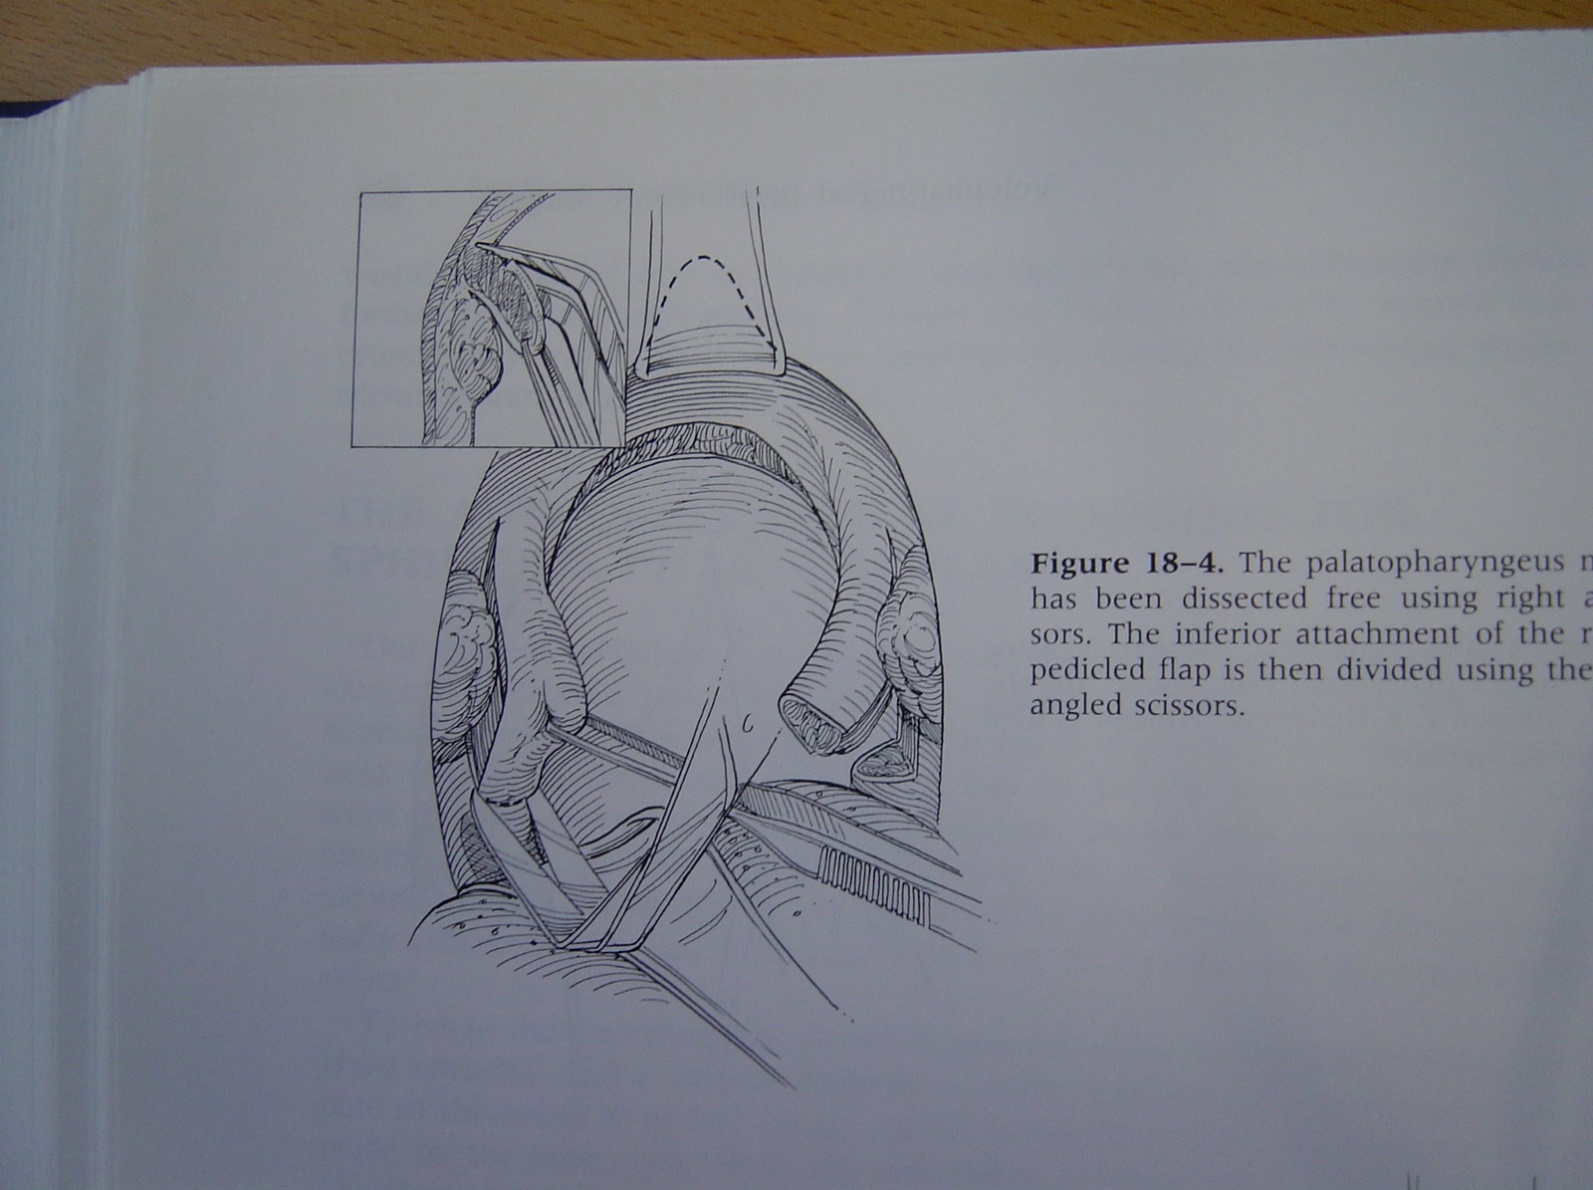 Figure 18–4. The palatopharyngeus
has been dissected free using right
sors. The inferior attachment of the
pedicled flap is then divided using the
angled scissors.